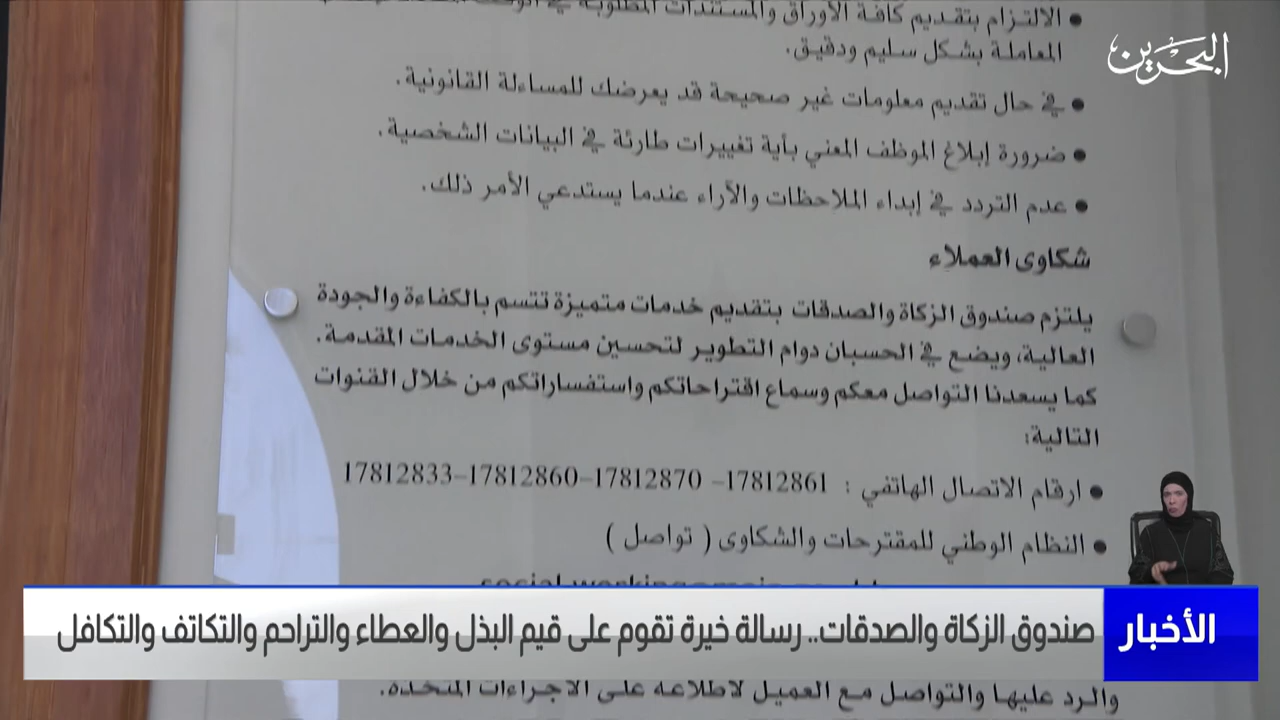 الالتزام بتقديم كافة الأوراق والمستندات المطلوبة في الوقت
البحرين
المعاملة بشكل سليم ودقيق.
• في حال تقديم معلومات غير صحيحة قد يعرضك للمساءلة القانونية.
• ضرورة إبلاغ الموظف المعني بأية تغييرات طارئة في البيانات الشخصية.
• عدم التردد في إبداء الملاحظات والآراء عندما يستدعي الأمر ذلك.
شكاوى العملاء
يلتزم صندوق الزكاة والصدقات بتقديم خدمات متميزة تتسم بالكفاءة والجودة
العالية، ويضع في الحسبان دوام التطوير لتحسين مستوى الخدمات المقدمة.
كما يسعدنا التواصل معكم وسماع اقتراحاتكم واستفساراتكم من خلال القنوات
التالية:
• ارقام الاتصال الهاتفي : 17812861 –17812870–17812860–17812833
• النظام الوطني للمقترحات والشكاوى ( تواصل )
الأخبار
صندوق الزكاة والصدقات.. رسالة خيرة تقوم على قيم البذل والعطاء والتراحم والتكاتف والتكافل
والرد عليها والتواصل مع العميل لاطلاعه على الاجراءات المتخذة.